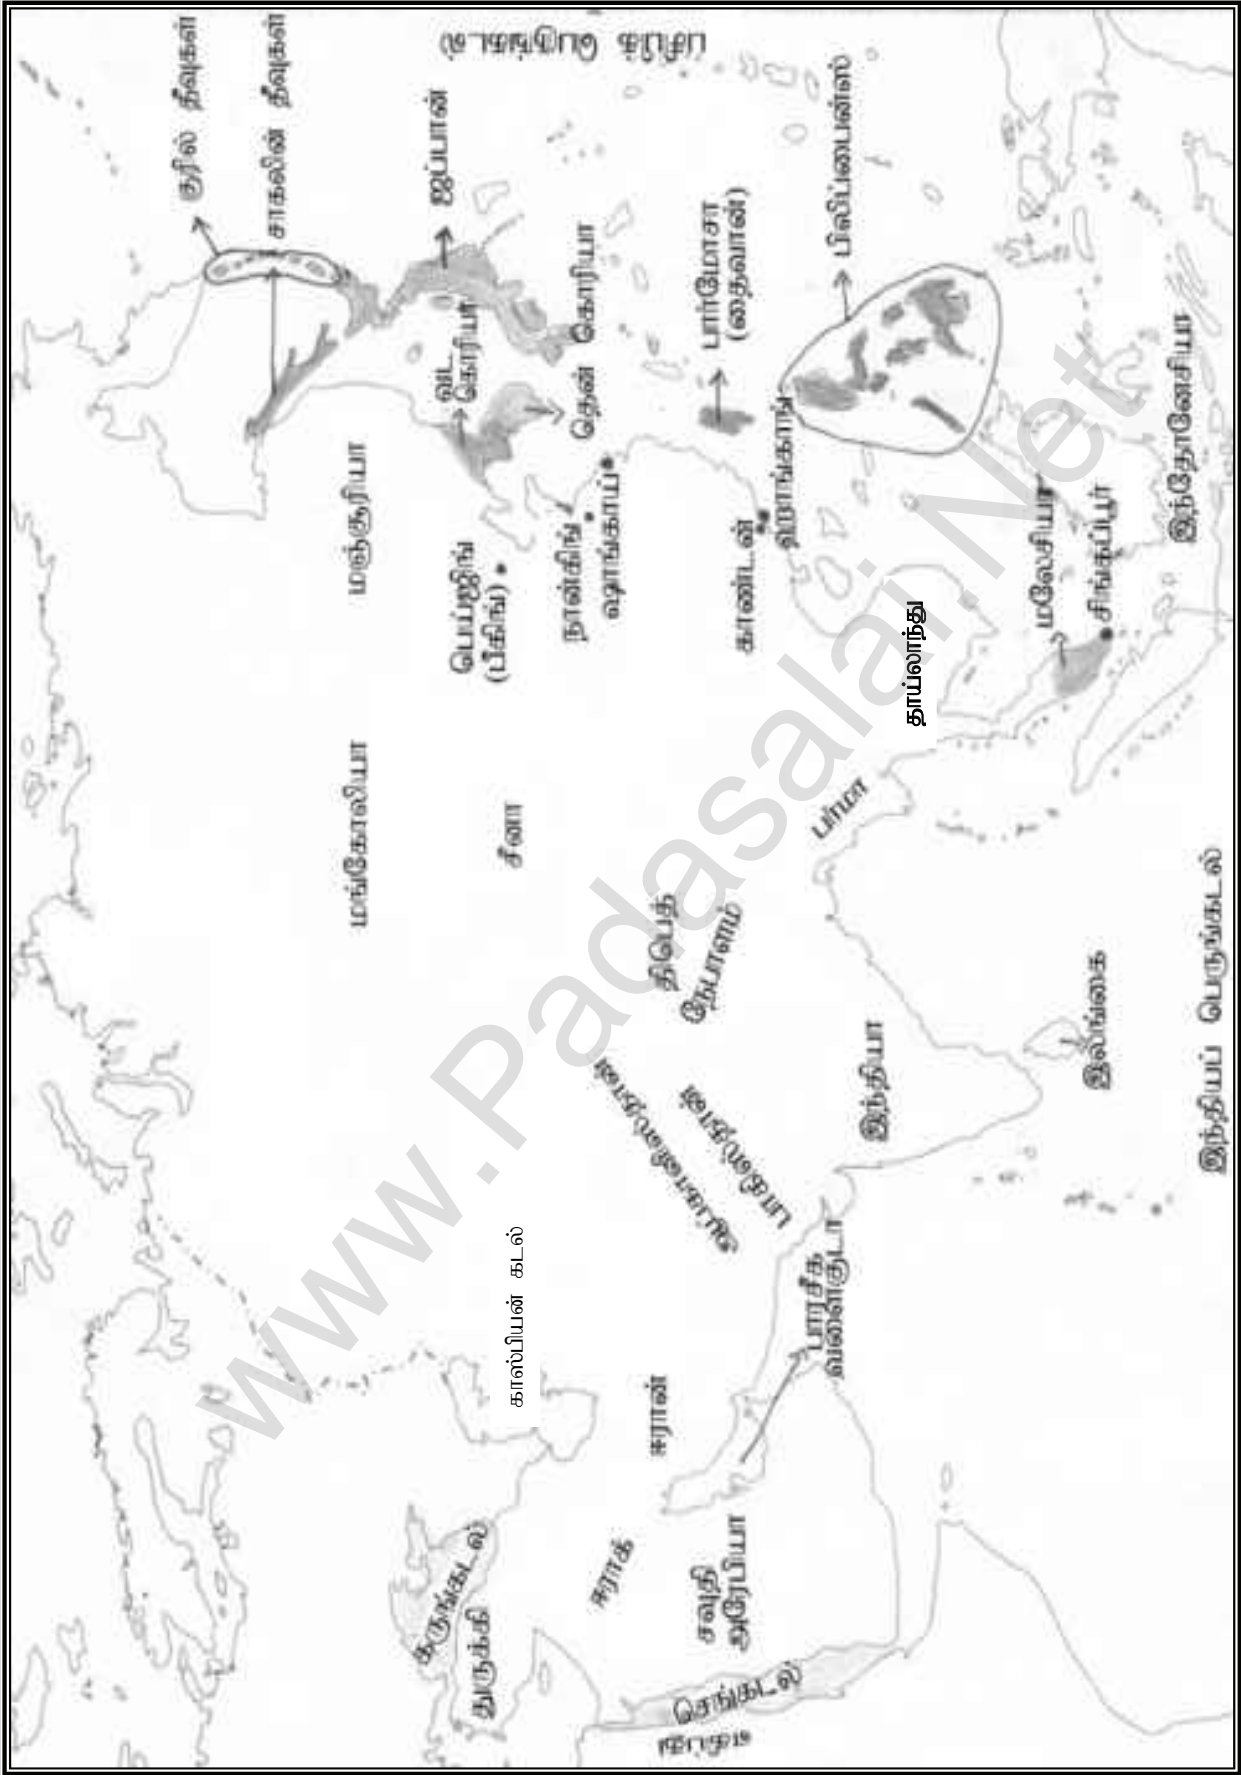 குரில் தீவுகள்
சாகலின் தீவுகள்
பசிபிக் பெருங்கடல்
ஜப்பான்
வட
கொரியா
தென் கொரியா
மஞ்சூரியா
மங்கோலியா
பெய்ஜிங்
(பீகிங்)
நான்கிங்
ஷாங்காய்
சீனா
பார்மோசா
(தைவான்)
பிலிப்பைன்ஸ்
காண்டன்
ஹாங்காங்
திபெத்
நேபாளம்
பர்மா
தாய்லாந்து
மலேசியா
சிங்கப்பூர்
இந்தோனேசியா
ஆப்கானிஸ்தான்
பாகிஸ்தான்
இந்தியா
இலங்கை
இந்தியப் பெருங்கடல்
காஸ்பியன் கடல்
ஈரான்
பாரசீக
வளைகுடா
கருங்கடல்
துருக்கி
ஈராக்
சவுதி
அரேபியா
செங்கடல்
எகிப்து
www.Padasalai.Net